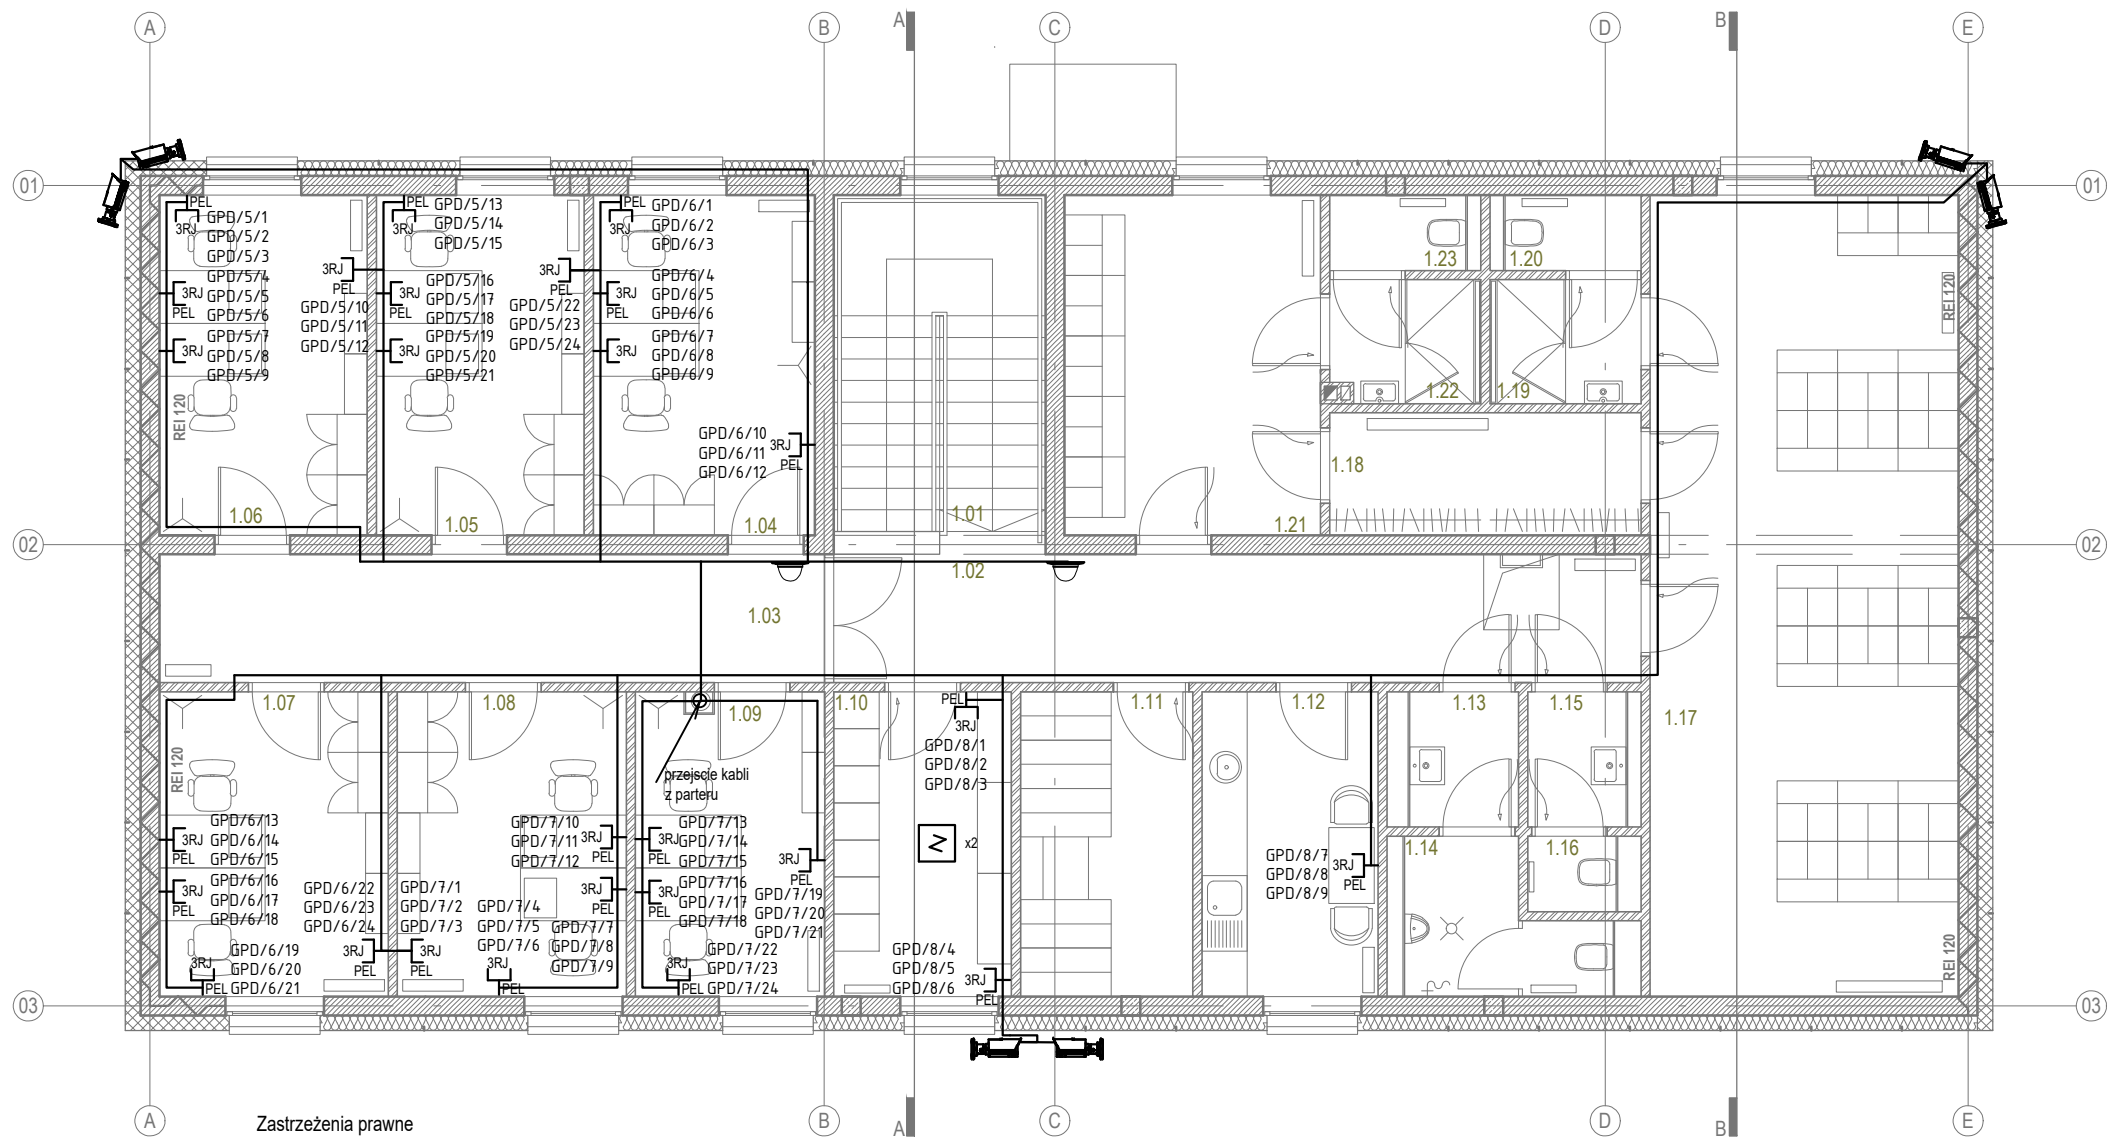 A
B
A
C
D
B
E
01
01
PEL
3RJ
GPD/5/1
GPD/5/2
GPD/5/3
GPD/5/4
GPD/5/5
GPD/5/6
GPD/5/7
GPD/5/8
GPD/5/9
3RJ
PEL
3RJ
REI 120
1.06
3RJ
PEL
GPD/5/10
GPD/5/11
GPD/5/12
PEL
3RJ
GPD/5/13
GPD/5/14
GPD/5/15
3RJ
PEL
3RJ
GPD/5/16
GPD/5/17
GPD/5/18
GPD/5/19
GPD/5/20
GPD/5/21
1.05
3RJ
PEL
GPD/5/22
GPD/5/23
GPD/5/24
PEL
3RJ
GPD/6/1
GPD/6/2
GPD/6/3
GPD/6/4
GPD/6/5
GPD/6/6
GPD/6/7
GPD/6/8
GPD/6/9
3RJ
PEL
3RJ
GPD/6/10
GPD/6/11
GPD/6/12
3RJ
PEL
1.04
1.01
1.23
1.20
1.22
1.19
1.18
1.21
REI 120
02
02
1.02
1.03
1.07
1.08
1.09
1.10
1.11
1.12
1.13
1.15
1.17
REI 120
GPD/6/13
GPD/6/14
GPD/6/15
GPD/6/16
GPD/6/17
GPD/6/18
3RJ
PEL
3RJ
PEL
GPD/6/19
GPD/6/20
GPD/6/21
3RJ
PEL
GPD/6/22
GPD/6/23
GPD/6/24
3RJ
PEL
GPD/7/1
GPD/7/2
GPD/7/3
3RJ
PEL
GPD/7/4
GPD/7/5
GPD/7/6
3RJ
PEL
GPD/7/7
GPD/7/8
GPD/7/9
3RJ
PEL
GPD/7/10
GPD/7/11
GPD/7/12
3RJ
PEL
przejscie kabli
z parteru
GPD/7/13
GPD/7/14
GPD/7/15
GPD/7/16
GPD/7/17
GPD/7/18
3RJ
PEL
3RJ
PEL
3RJ
PEL
GPD/7/19
GPD/7/20
GPD/7/21
GPD/7/22
GPD/7/23
GPD/7/24
3RJ
PEL
PEL
3RJ
GPD/8/1
GPD/8/2
GPD/8/3
x2
GPD/8/4
GPD/8/5
GPD/8/6
3RJ
PEL
GPD/8/7
GPD/8/8
GPD/8/9
3RJ
PEL
1.14
1.16
REI 120
03
03
A
B
A
C
D
B
E
Zastrzeżenia prawne